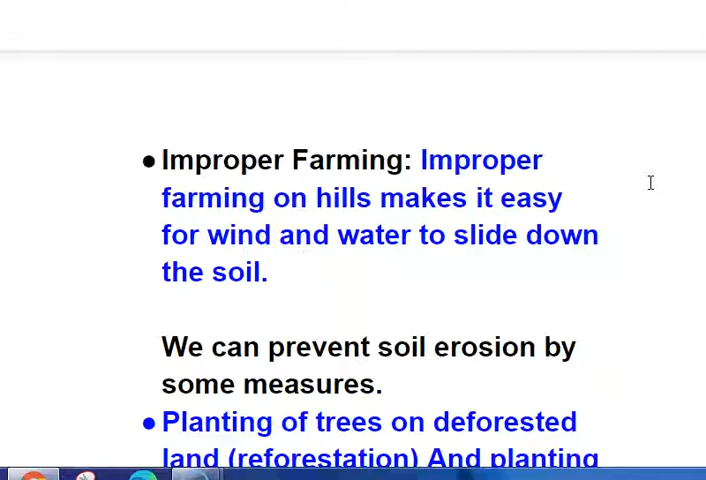 ● Improper Farming: Improper
farming on hills makes it easy
for wind and water to slide down
the soil.
We can prevent soil erosion by
some measures.
● Planting of trees on deforested
land (reforestation) And planting